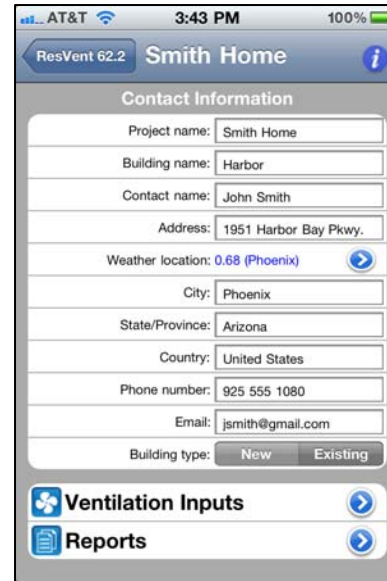 AT&T 3:43 PM 100%
ResVent 62.2 Smith Home i
Contact Information
Project name: Smith Home
Building name: Harbor
Contact name: John Smith
Address: 1951 Harbor Bay Pkwy.
Weather location: 0.68 (Phoenix)
City: Phoenix
State/Province: Arizona
Country: United States
Phone number: 925 555 1080
Email: jsmith@gmail.com
Building type: New Existing
Ventilation Inputs
Reports